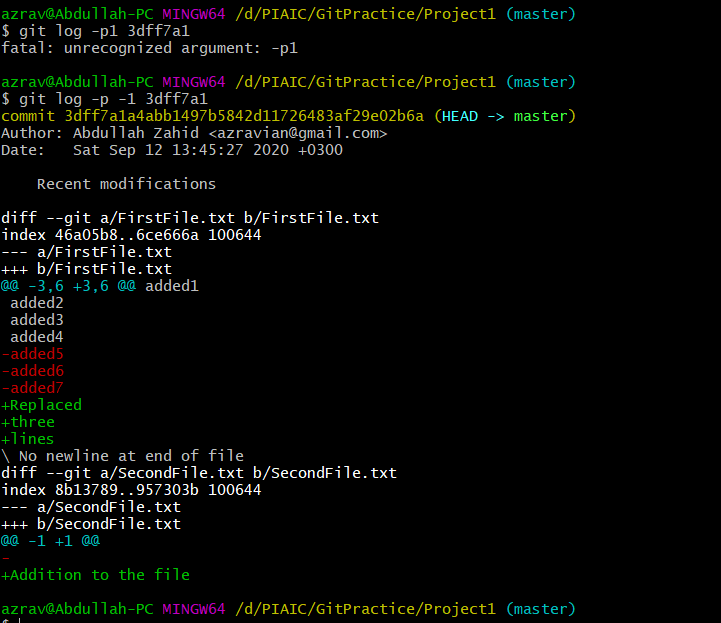 azrav@Abdullah-PC MINGW64 /d/PIAIC/GitPractice/Project1 (master)
$ git log -p1 3dff7a1
fatal: unrecognized argument: -p1

azrav@Abdullah-PC MINGW64 /d/PIAIC/GitPractice/Project1 (master)
$ git log -p -1 3dff7a1
commit 3dff7a1a4abb1497b5842d11726483af29e02b6a (HEAD -> master)
Author: Abdullah Zahid <azravian@gmail.com>
Date:   Sat Sep 12 13:45:27 2020 +0300

    Recent modifications

diff --git a/FirstFile.txt b/FirstFile.txt
index 46a05b8..6ce666a 100644
--- a/FirstFile.txt
+++ b/FirstFile.txt
@@ -3,6 +3,6 @@ added1
 added2
 added3
 added4
-added5
-added6
-added7
+Replaced
+three
+lines
\ No newline at end of file
diff --git a/SecondFile.txt b/SecondFile.txt
index 8b13789..957303b 100644
--- a/SecondFile.txt
+++ b/SecondFile.txt
@@ -1 +1 @@
-
+Addition to the file

azrav@Abdullah-PC MINGW64 /d/PIAIC/GitPractice/Project1 (master)
$